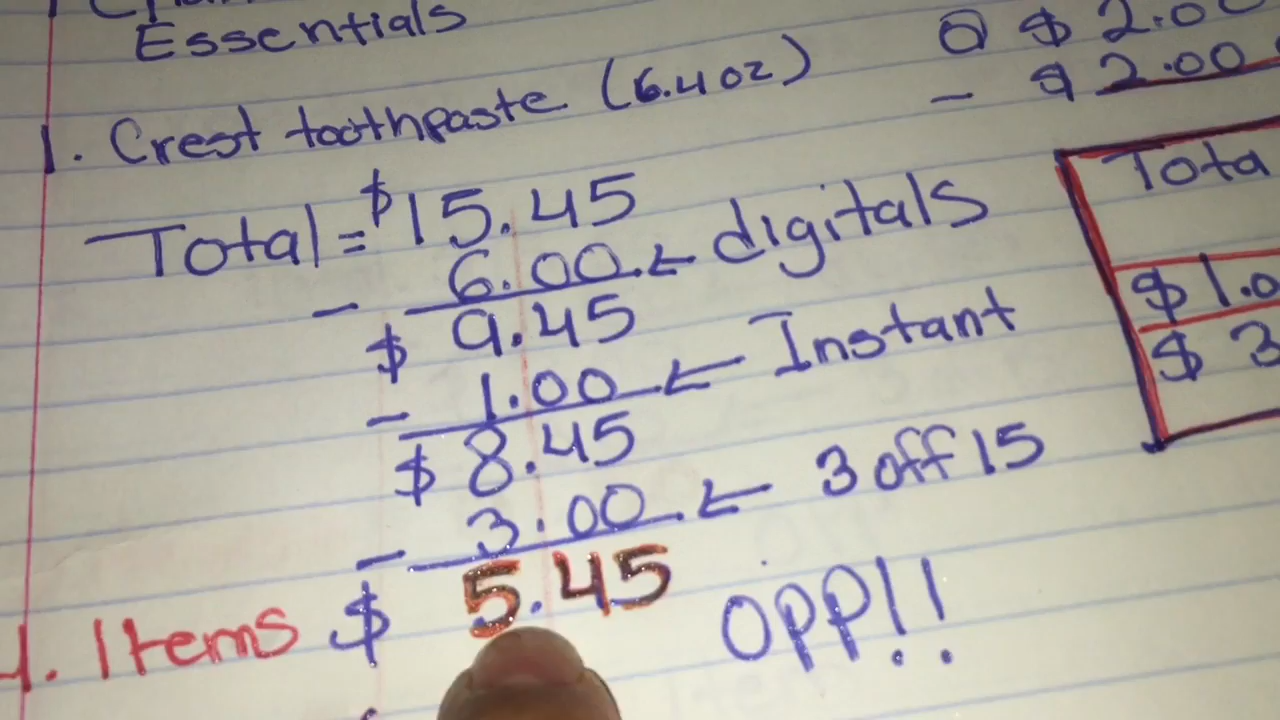 Essentials
@ $2.00
- $2.00
1. Crest toothpaste (6.4oz)
Total = $15.45
- 6.00 ← digitals
$ 9.45
- 1.00 ← Instant
$ 8.45
- 3.00 ← 3 off 15
4. Items $ 5.45 OPP!!
Tota
$1.0
$ 3